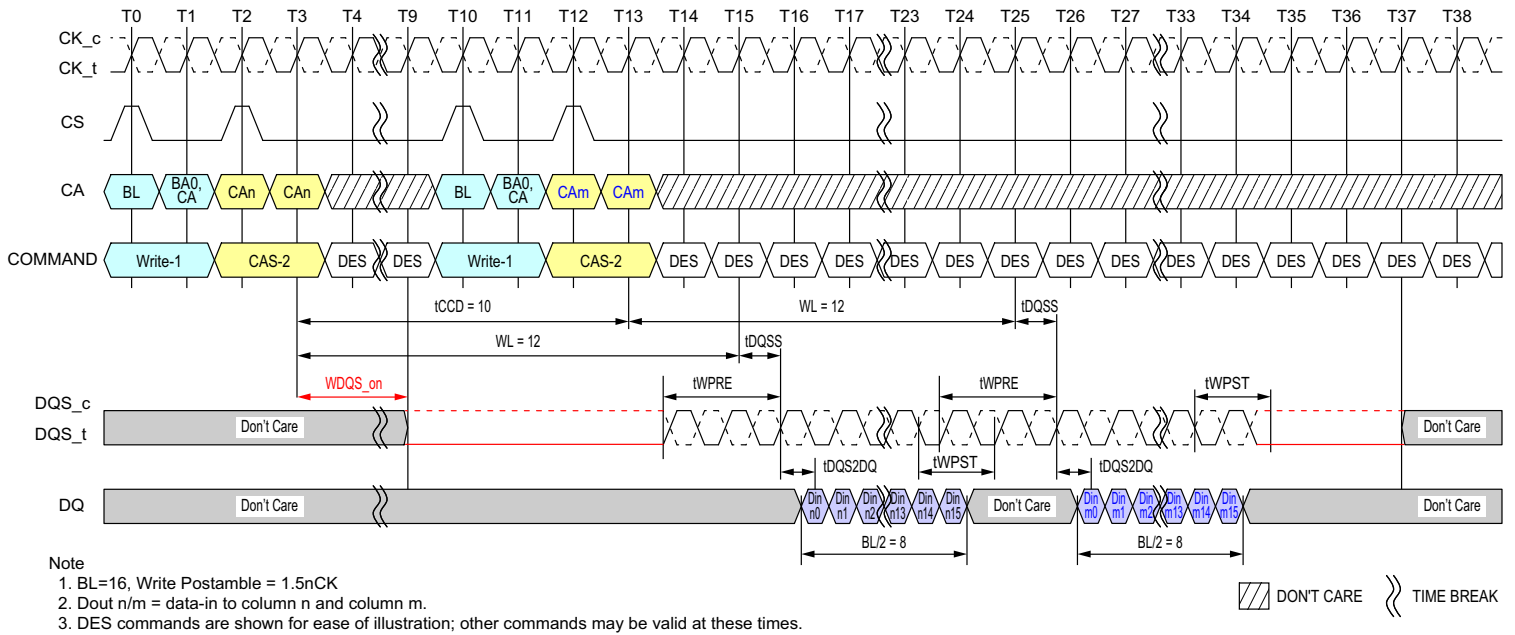 T0 T1 T2 T3 T4 T9 T10 T11 T12 T13 T14 T15 T16 T17 T23 T24 T25 T26 T27 T33 T34 T35 T36 T37 T38
CK_c
CK_t
CS
CA BL BA0, CA CAn CAn BL BA0, CA CAm CAm
COMMAND Write-1 CAS-2 DES DES Write-1 CAS-2 DES DES DES DES DES DES DES DES DES DES DES DES DES DES DES
tCCD = 10 WL = 12 tDQSS
WL = 12 tDQSS
WDQS_on tWPRE tWPRE tWPST
DQS_c
DQS_t Don't Care Don't Care
tDQS2DQ tWPST tDQS2DQ
DQ Don't Care Din n0 Din n1 Din n2 Din n13 Din n14 Din n15 Don't Care Din m0 Din m1 Din m2 Din m13 Din m14 Din m15 Don't Care
BL/2 = 8 BL/2 = 8
Note
1. BL=16, Write Postamble = 1.5nCK
2. Dout n/m = data-in to column n and column m.
3. DES commands are shown for ease of illustration; other commands may be valid at these times.
DON'T CARE TIME BREAK